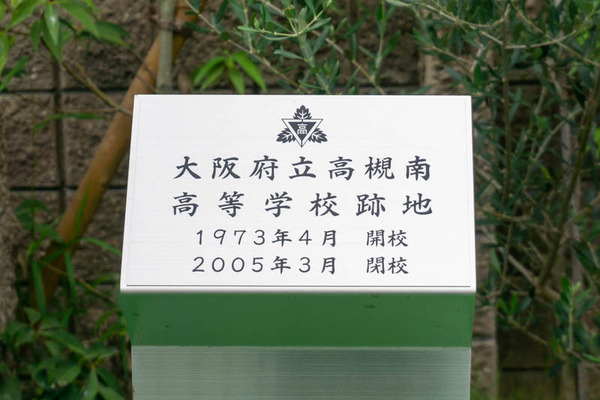 高
大阪府立高槻南
高等学校跡地
1973年4月　開校
2005年3月　閉校